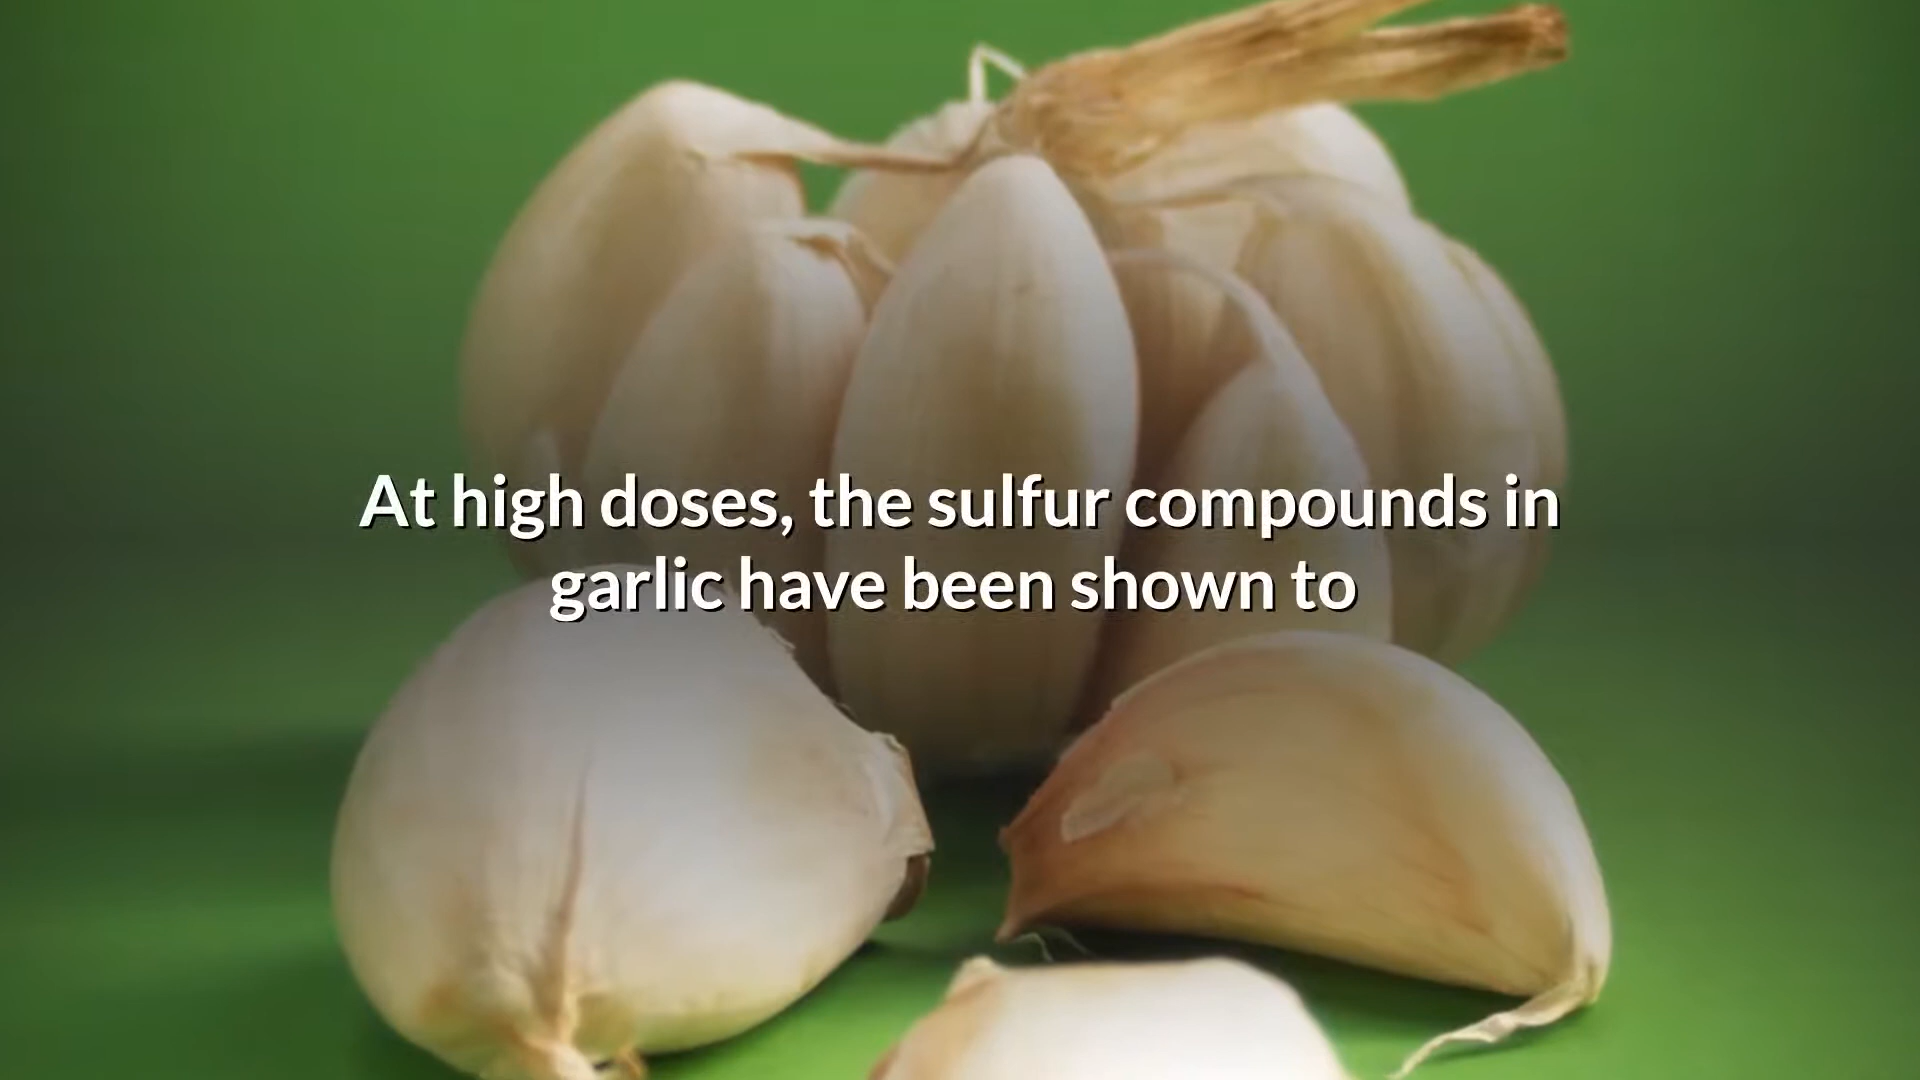 At high doses, the sulfur compounds in
garlic have been shown to